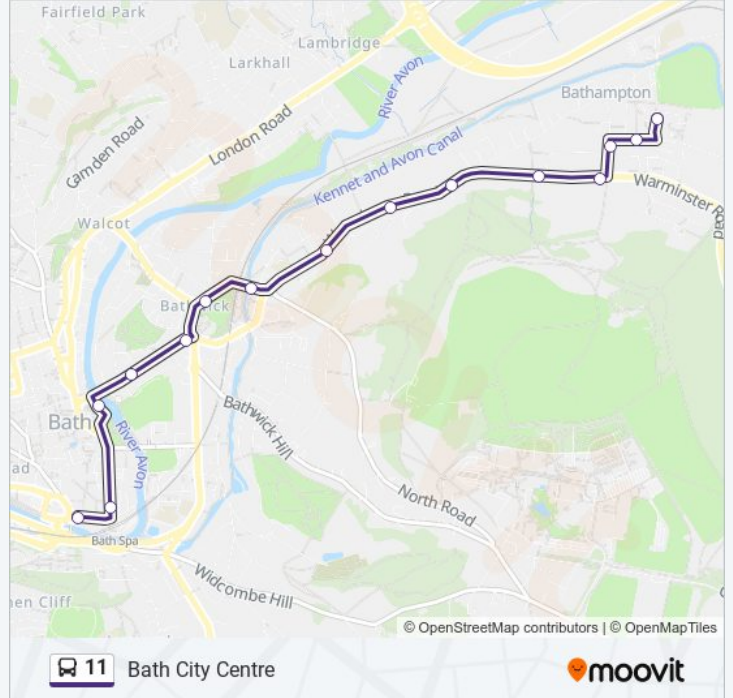 Fairfield Park
Lambridge
Larkhall
River Avon
Bathampton
London Road
Camden Road
Kennet and Avon Canal
Warminster Road
Walcot
Bath
Bathwick Hill
Bath
River Avon
North Road
ad
Bath Spa
Widcombe Hill
hen Cliff
© OpenStreetMap contributors | © OpenMapTiles
11 Bath City Centre
moovit